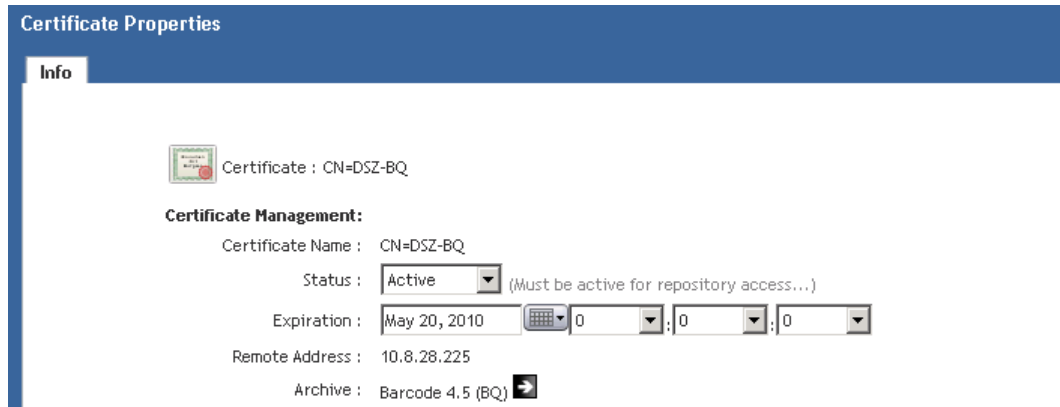 Certificate Properties
Info
Certificate : CN=DSZ-BQ
Certificate Management:
Certificate Name : CN=DSZ-BQ
Status : Active (Must be active for repository access...)
Expiration : May 20, 2010 0 : 0 : 0
Remote Address : 10.8.28.225
Archive : Barcode 4.5 (BQ)